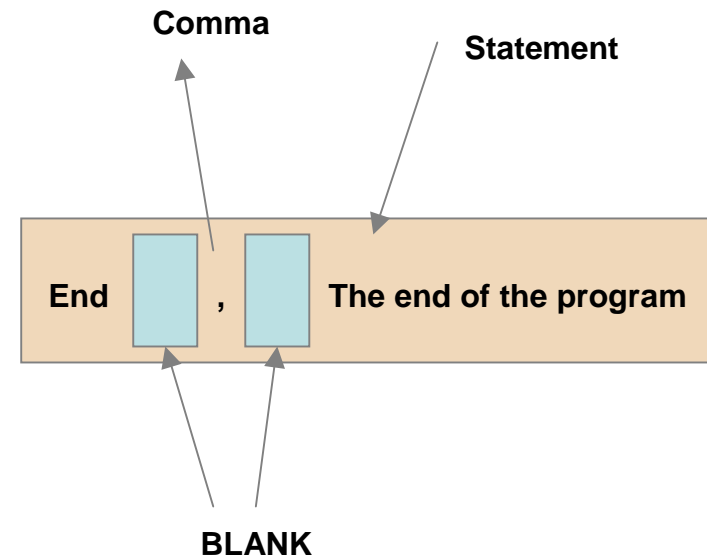 Comma
Statement
End , The end of the program
BLANK